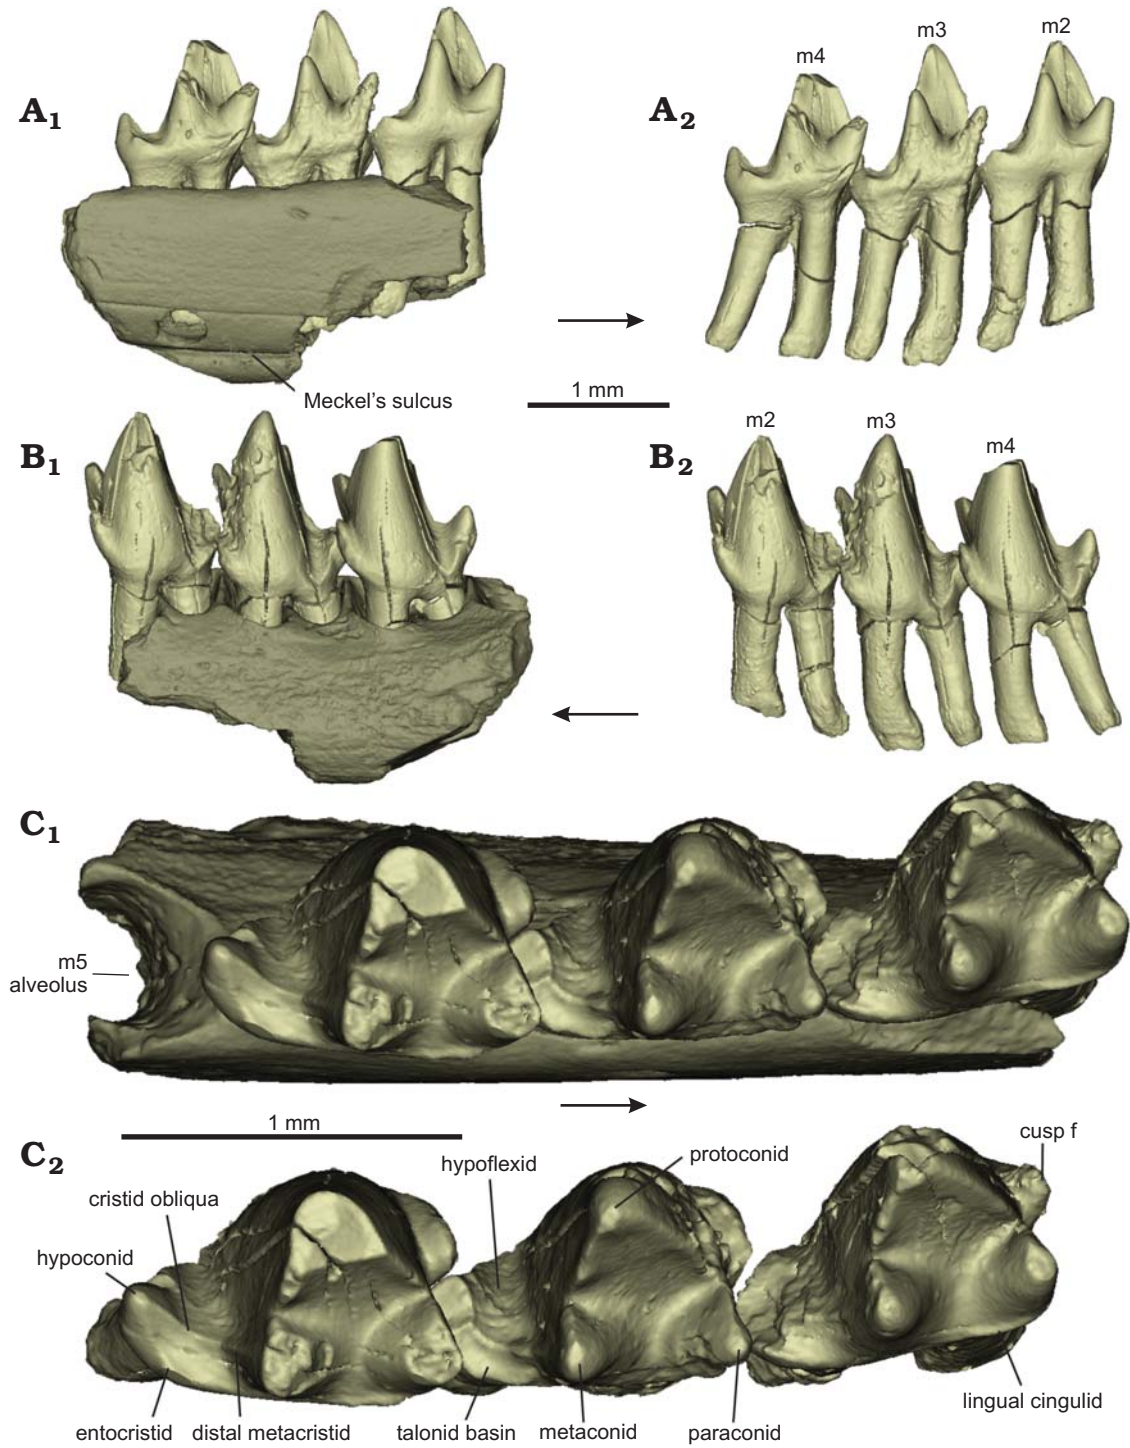 A1
A2
m4
m3
m2
Meckel's sulcus
1 mm
B1
B2
m2
m3
m4
C1
m5
alveolus
1 mm
C2
cusp f
protoconid
hypoflexid
cristid obliqua
hypoconid
lingual cingulid
entocristid
distal metacristid
talonid basin
metaconid
paraconid